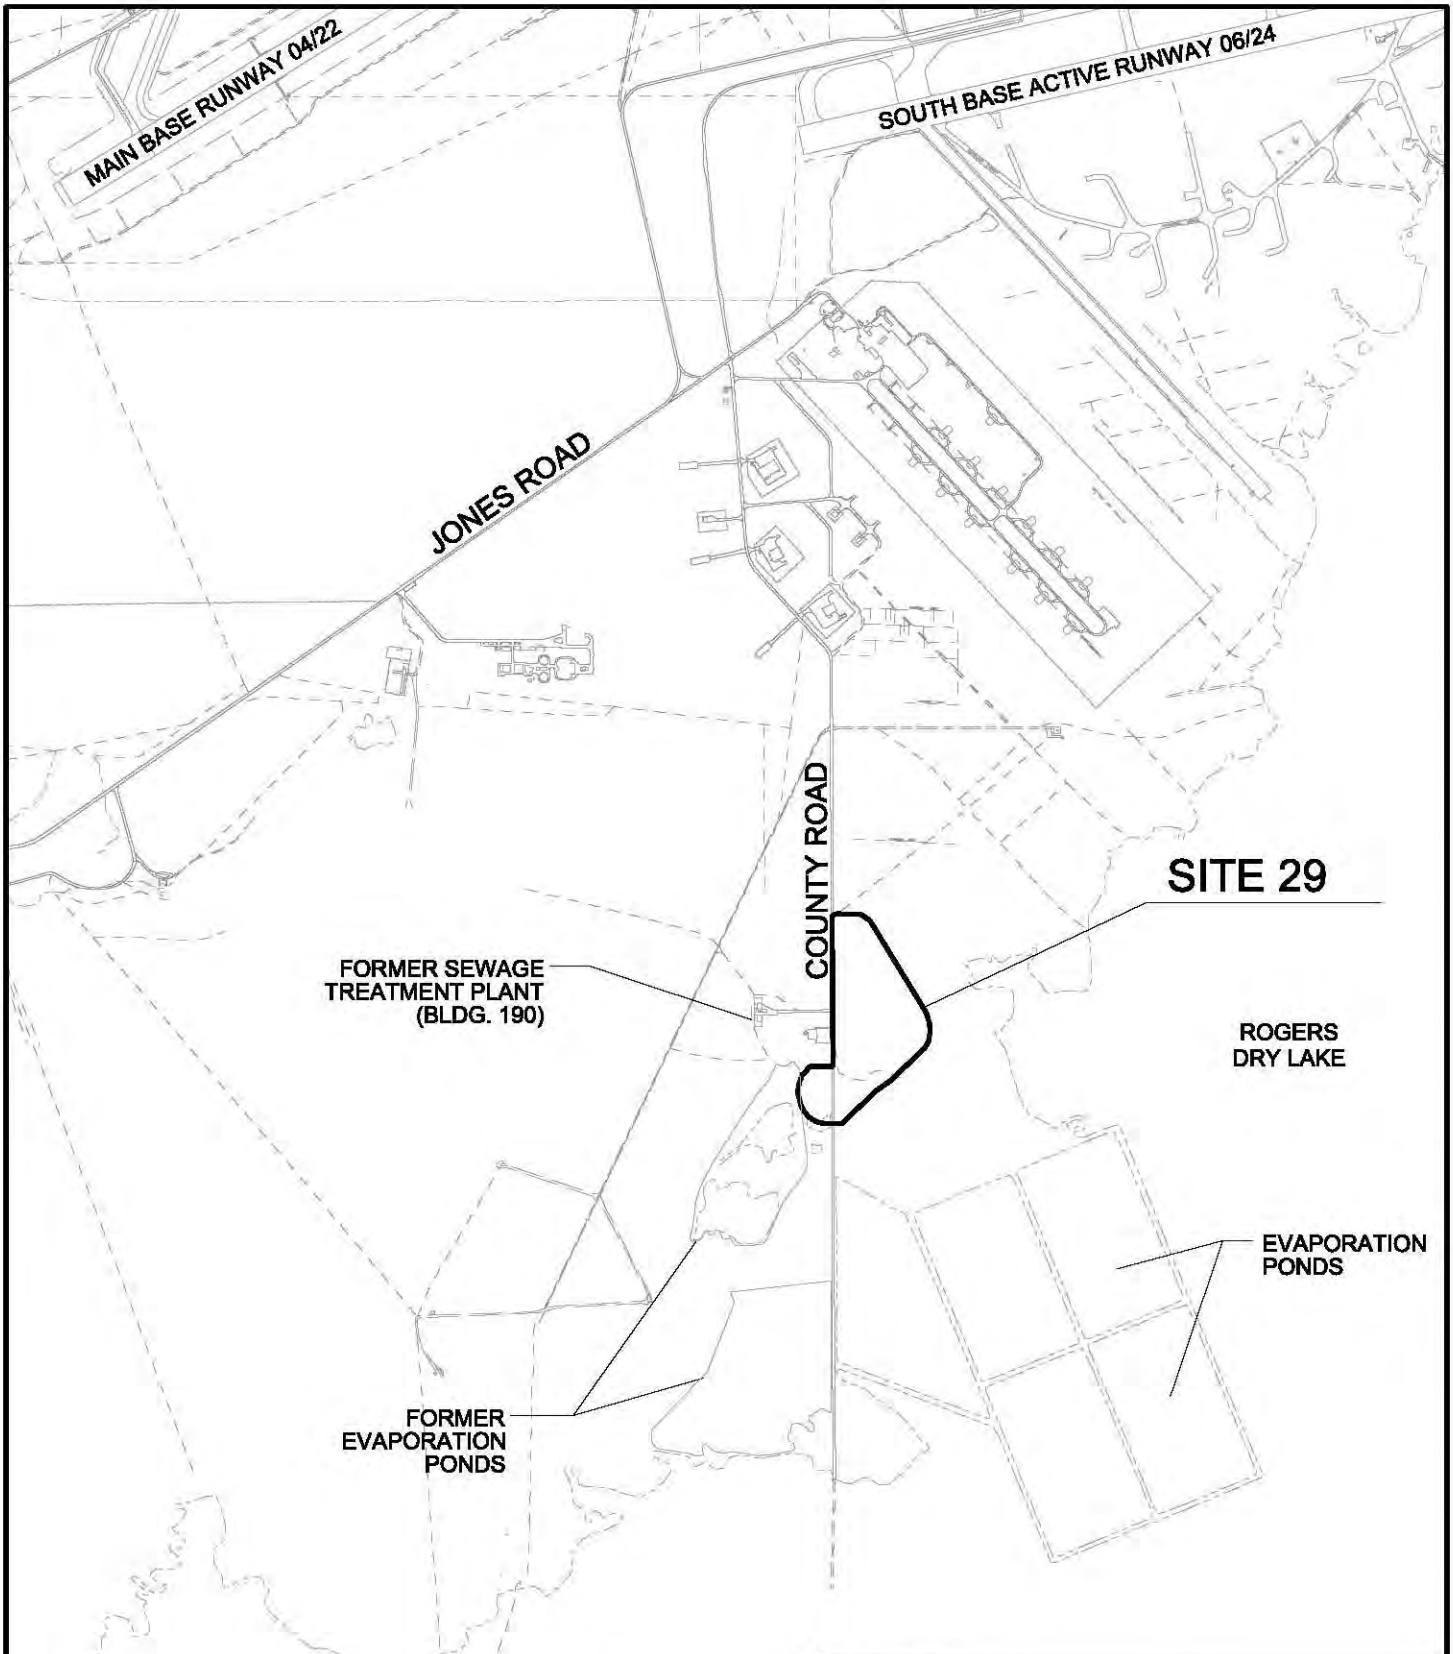 MAIN BASE RUNWAY 04/22
SOUTH BASE ACTIVE RUNWAY 06/24
JONES ROAD
COUNTY ROAD
SITE 29
FORMER SEWAGE
TREATMENT PLANT
(BLDG. 190)
ROGERS
DRY LAKE
EVAPORATION
PONDS
FORMER
EVAPORATION
PONDS